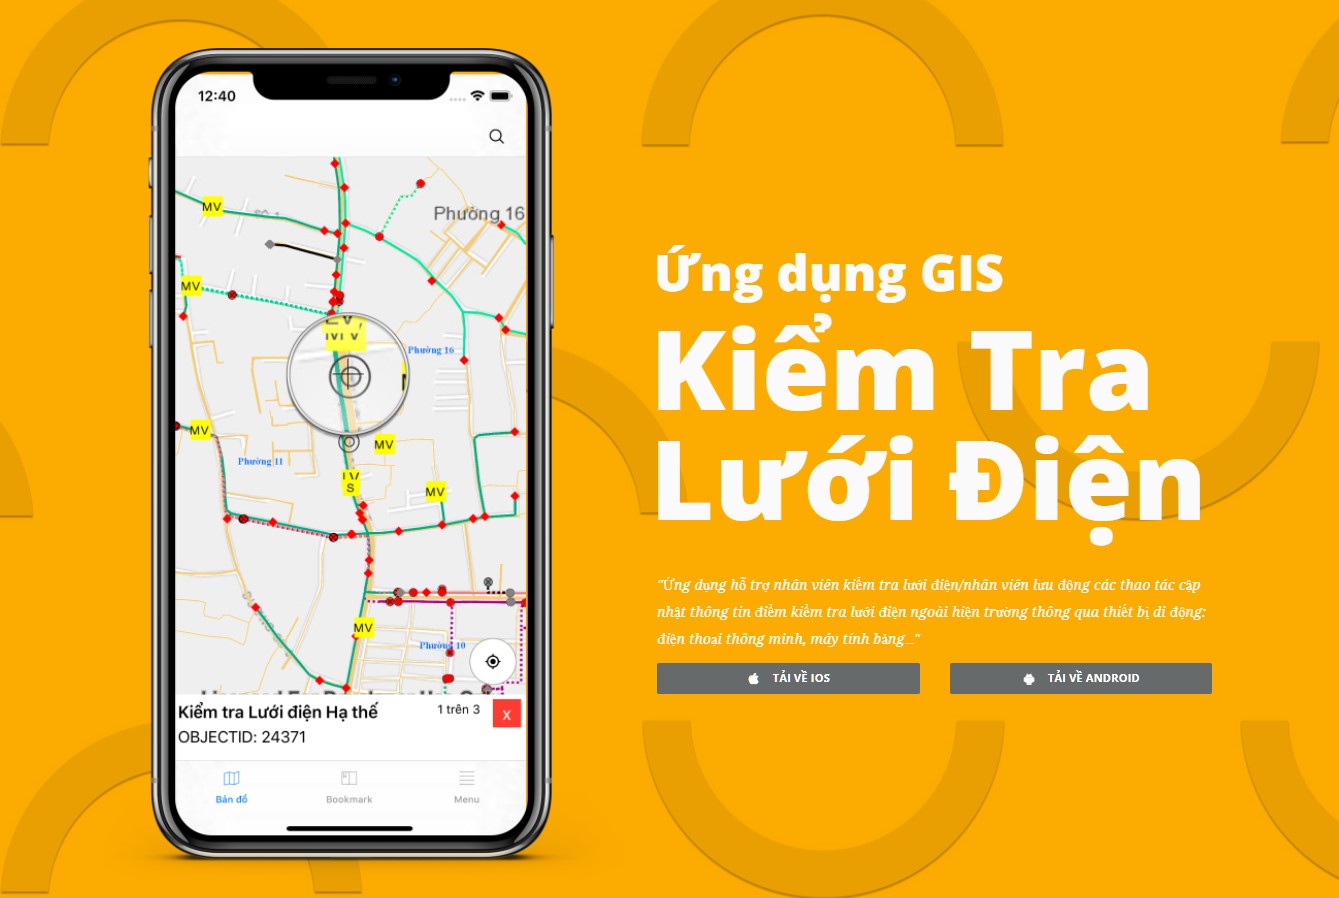 12:40
Phường 16
MV
MV
MV
Phường 16
MV
MV
Phường 11
MV
S
MV
Phường 10
Kiểm tra Lưới điện Hạ thế
1 trên 3
X
OBJECTID: 24371
Bản đồ
Bookmark
Menu
Ứng dụng GIS
Kiểm Tra
Lưới Điện
"Ứng dụng hỗ trợ nhân viên kiểm tra lưới điện/nhân viên lưu động các thao tác cập
nhật thông tin điểm kiểm tra lưới điện ngoài hiện trường thông qua thiết bị di động:
điện thoại thông minh, máy tính bảng..."
TẢI VỀ IOS
TẢI VỀ ANDROID